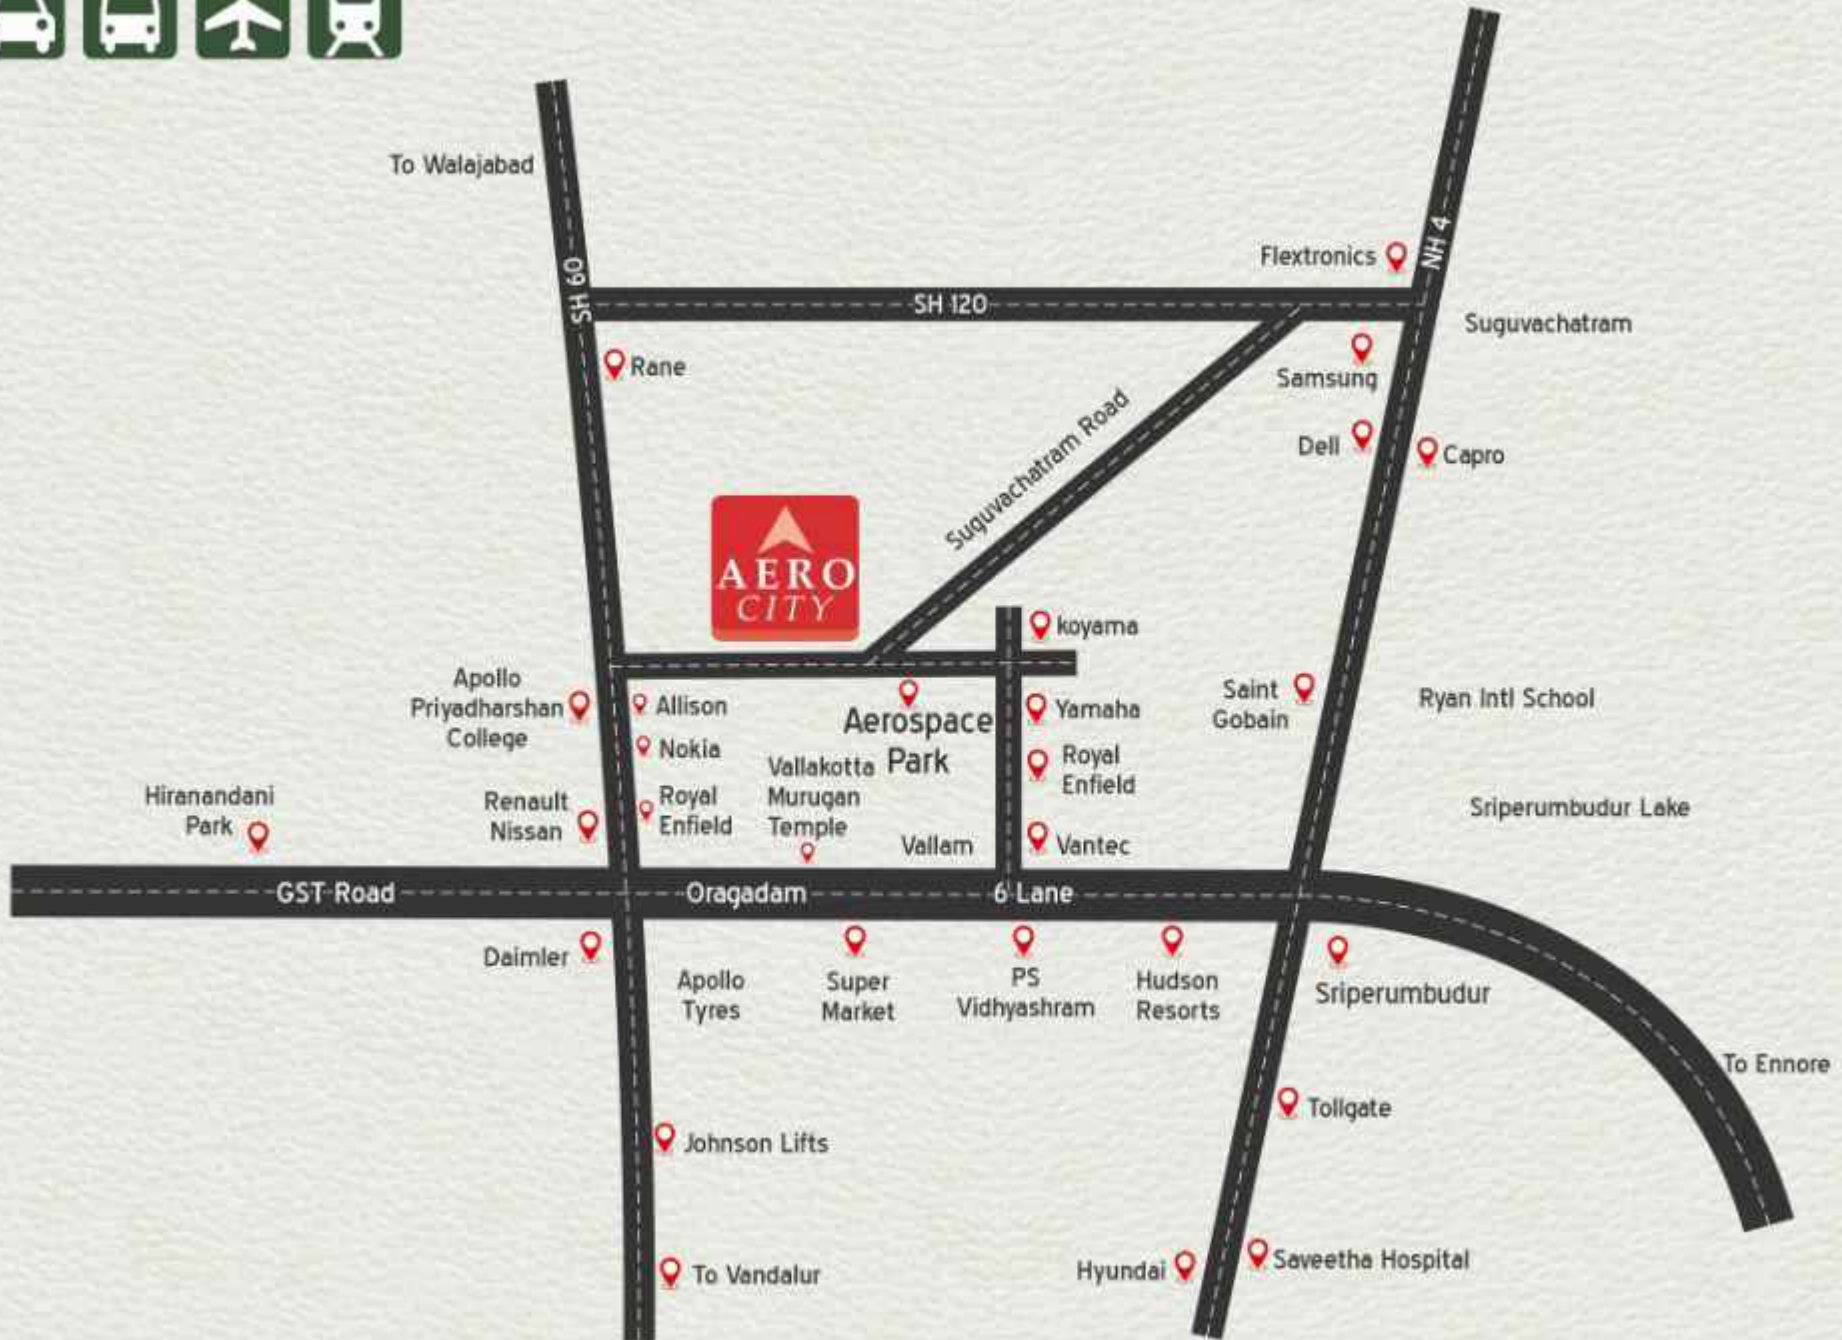 To Walajabad
SH 60
NH 4
Flextronics
SH 120
Suguvachatram
Rane
Samsung
Suguvachatram Road
Dell
Capro
AERO
CITY
koyama
Apollo
Priyadharshan
College
Allison
Nokia
Aerospace
Park
Yamaha
Saint
Gobain
Ryan Intl School
Royal
Enfield
Vallakotta
Murugan
Temple
Hiranandani
Park
Renault
Nissan
Royal
Enfield
Vallam
Vantec
Sriperumbudur Lake
GST Road
Oragadam
6 Lane
Daimler
Apollo
Tyres
Super
Market
PS
Vidhyashram
Hudson
Resorts
Sriperumbudur
To Ennore
Tollgate
Johnson Lifts
To Vandalur
Hyundai
Saveetha Hospital